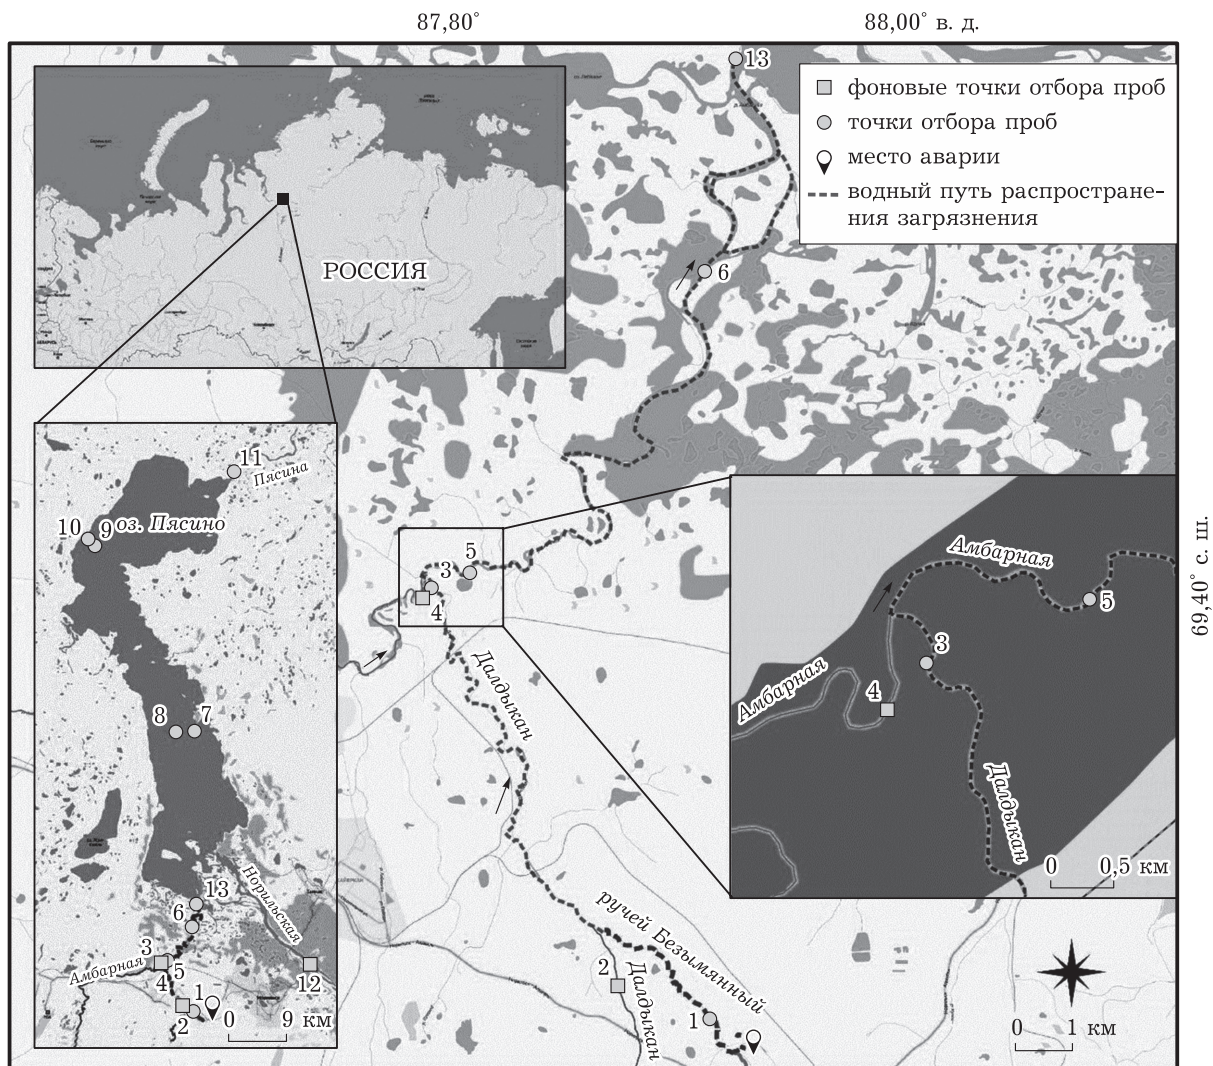 87,80°
88,00° в. д.
13
фоновые точки отбора проб
точки отбора проб
место аварии
водный путь распростране-
ния загрязнения
РОССИЯ
6
11
Пясина
10
9
оз. Пясино
8
7
13
6
Норильская
3
Амбарная
5
4
12
1
2
0
9 км
5
3
4
Далдыкан
ручей Безымянный
2
Далдыкан
1
Амбарная
5
3
4
Амбарная
Далдыкан
0
0,5 км
69,40° с. ш.
0
1 км